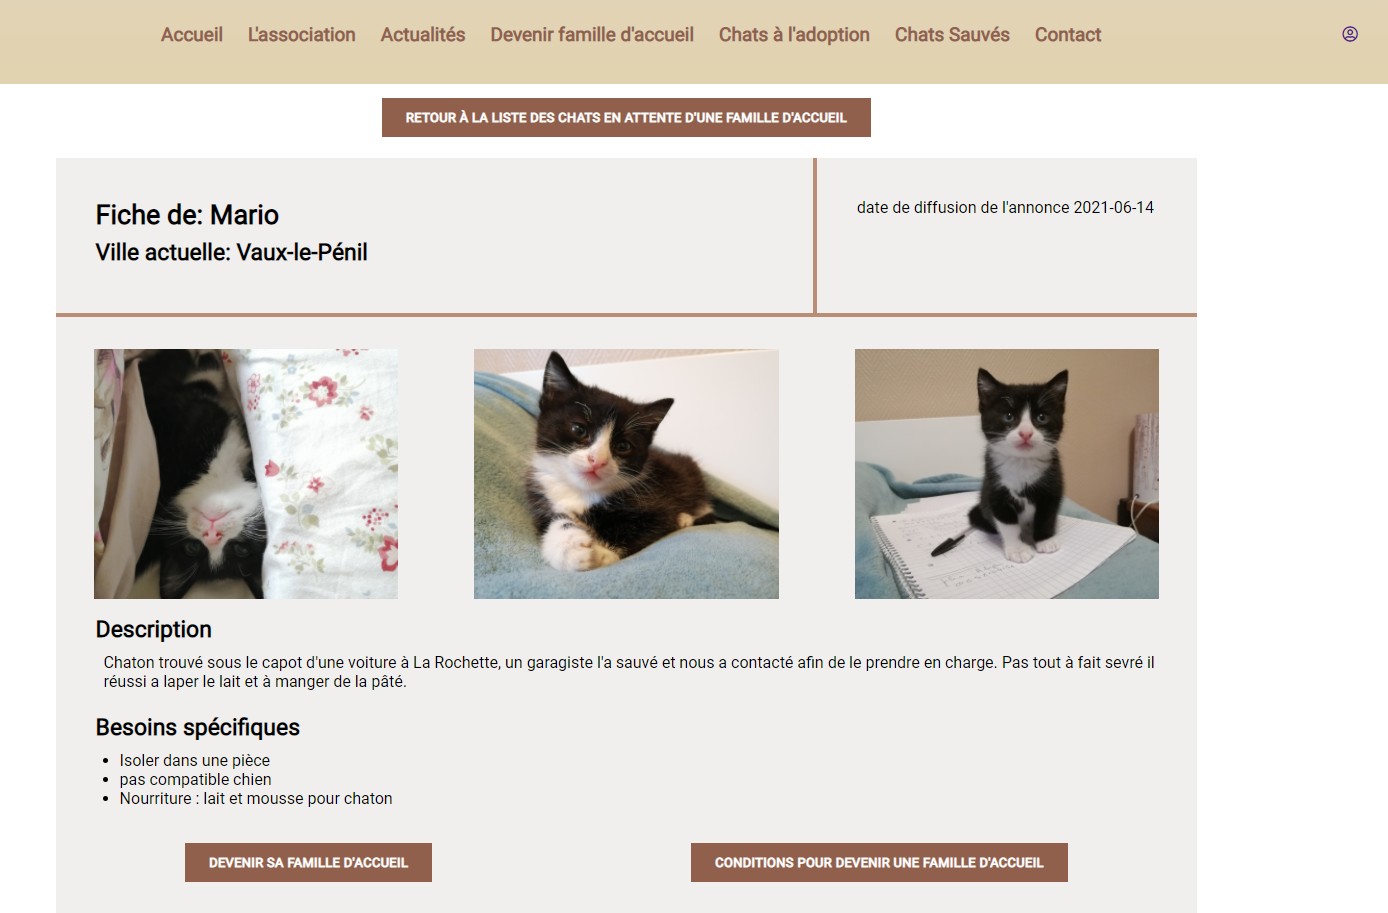 Accueil L'association Actualités Devenir famille d'accueil Chats à l'adoption Chats Sauvés Contact
RETOUR À LA LISTE DES CHATS EN ATTENTE D'UNE FAMILLE D'ACCUEIL
Fiche de: Mario
Ville actuelle: Vaux-le-Pénil
date de diffusion de l'annonce 2021-06-14
Description
Chaton trouvé sous le capot d'une voiture à La Rochette, un garagiste l'a sauvé et nous a contacté afin de le prendre en charge. Pas tout à fait sevré il
réussi a laper le lait et à manger de la pâté.
Besoins spécifiques
• Isoler dans une pièce
• pas compatible chien
• Nourriture : lait et mousse pour chaton
DEVENIR SA FAMILLE D'ACCUEIL
CONDITIONS POUR DEVENIR UNE FAMILLE D'ACCUEIL